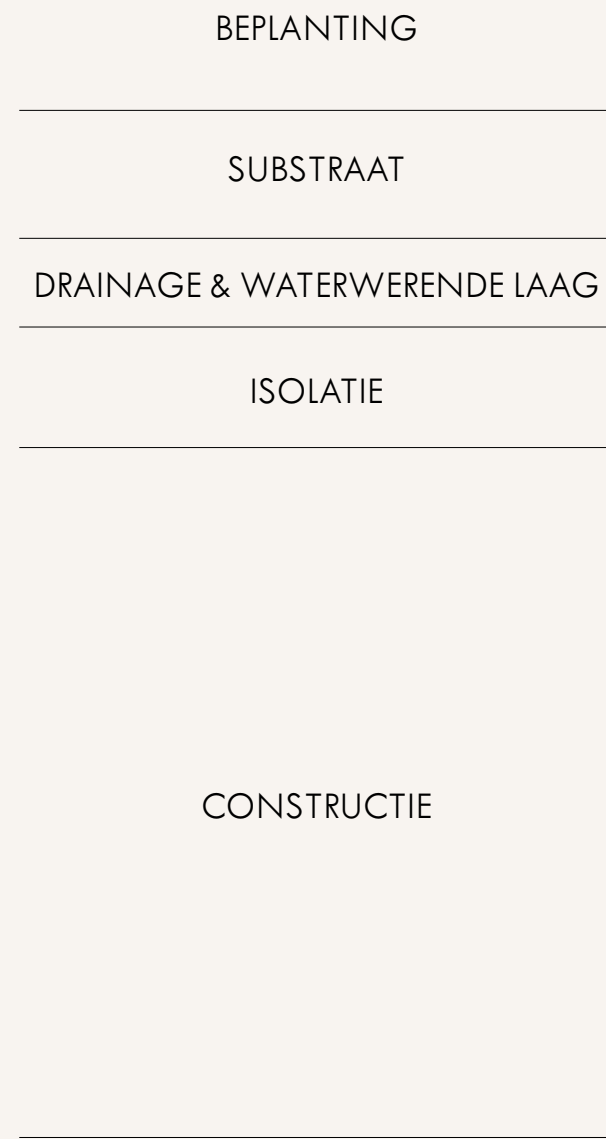 BEPLANTING
SUBSTRAAT
DRAINAGE & WATERWERENDE LAAG
ISOLATIE
CONSTRUCTIE